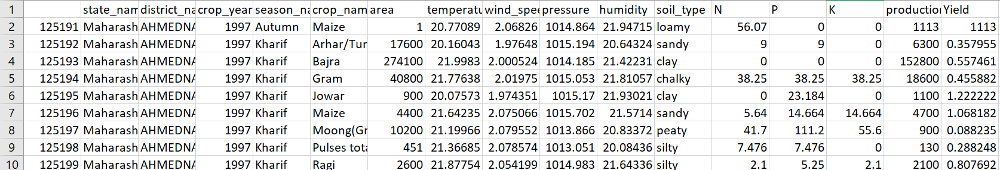 1 state_nam district_na crop_year season_na crop_nam area temperatu wind_spee pressure humidity soil_type N P K productio Yield
2 125191 Maharash AHMEDNA 1997 Autumn Maize 1 20.77089 2.06826 1014.864 21.94715 loamy 56.07 0 0 1113 1113
3 125192 Maharash AHMEDNA 1997 Kharif Arhar/Tur 17600 20.16043 1.97648 1015.194 20.64324 sandy 9 9 0 6300 0.357955
4 125193 Maharash AHMEDNA 1997 Kharif Bajra 274100 21.9983 2.000524 1014.185 21.42231 clay 0 0 0 152800 0.557461
5 125194 Maharash AHMEDNA 1997 Kharif Gram 40800 21.77638 2.01975 1015.053 21.81057 chalky 38.25 38.25 38.25 18600 0.455882
6 125195 Maharash AHMEDNA 1997 Kharif Jowar 900 20.07573 1.974351 1015.17 21.93021 clay 0 23.184 0 1100 1.222222
7 125196 Maharash AHMEDNA 1997 Kharif Maize 4400 21.64235 2.075066 1015.702 21.5714 sandy 5.64 14.664 14.664 4700 1.068182
8 125197 Maharash AHMEDNA 1997 Kharif Moong(Gr 10200 21.19966 2.079552 1013.866 20.83372 peaty 41.7 111.2 55.6 900 0.088235
9 125198 Maharash AHMEDNA 1997 Kharif Pulses tota 451 21.36685 2.078574 1013.051 20.08436 silty 7.476 7.476 0 130 0.288248
10 125199 Maharash AHMEDNA 1997 Kharif Ragi 2600 21.87754 2.054199 1014.983 21.64336 silty 2.1 5.25 2.1 2100 0.807692